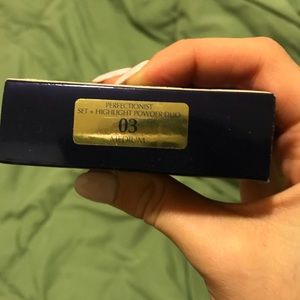 PERFECTIONIST
SET + HIGHLIGHT POWDER DUO
03
MEDIUM